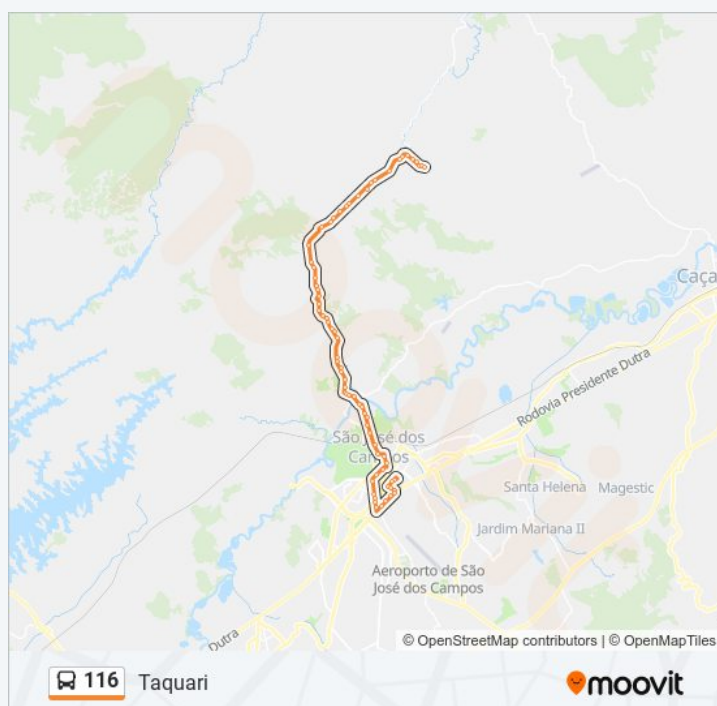 Caça
Rodovia Presidente Dutra
São José dos
Campos
Santa Helena
Magestic
Jardim Mariana II
Aeroporto de São
José dos Campos
Dutra
© OpenStreetMap contributors | © OpenMapTiles
116 Taquari
moovit